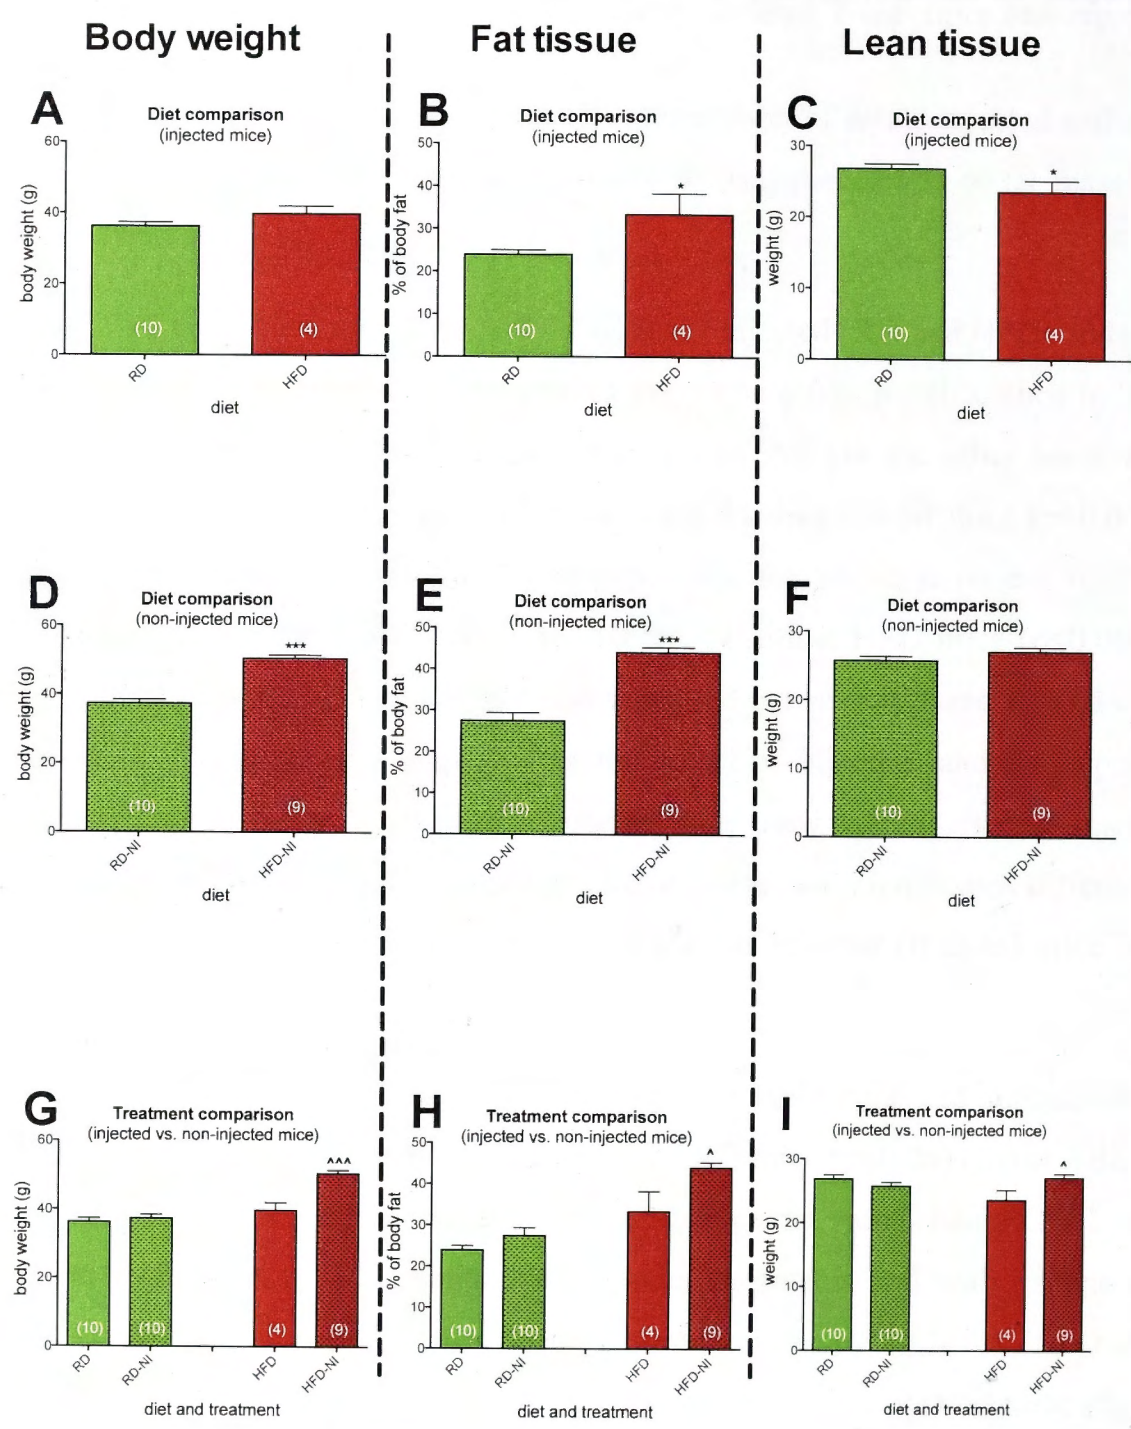 Body weight
Fat tissue
Lean tissue
A
Diet comparison
(injected mice)
60
40
20
0
body weight (g)
(10)
(4)
RD
HFD
diet
B
Diet comparison
(injected mice)
50
40
30
20
10
0
% of body fat
*
(10)
(4)
RD
HFD
diet
C
Diet comparison
(injected mice)
30
20
10
0
weight (g)
*
(10)
(4)
RD
HFD
diet
D
Diet comparison
(non-injected mice)
60
40
20
0
body weight (g)
***
(10)
(9)
RD-NI
HFD-NI
diet
E
Diet comparison
(non-injected mice)
50
40
30
20
10
0
% of body fat
***
(10)
(9)
RD-NI
HFD-NI
diet
F
Diet comparison
(non-injected mice)
30
20
10
0
weight (g)
(10)
(9)
RD-NI
HFD-NI
diet
G
Treatment comparison
(injected vs. non-injected mice)
60
40
20
0
body weight (g)
^^^
(10)
(10)
(4)
(9)
RD
RD-NI
HFD
HFD-NI
diet and treatment
H
Treatment comparison
(injected vs. non-injected mice)
50
40
30
20
10
0
% of body fat
^
(10)
(10)
(4)
(9)
RD
RD-NI
HFD
HFD-NI
diet and treatment
I
Treatment comparison
(injected vs. non-injected mice)
30
20
10
0
weight (g)
^
(10)
(10)
(4)
(9)
RD
RD-NI
HFD
HFD-NI
diet and treatment